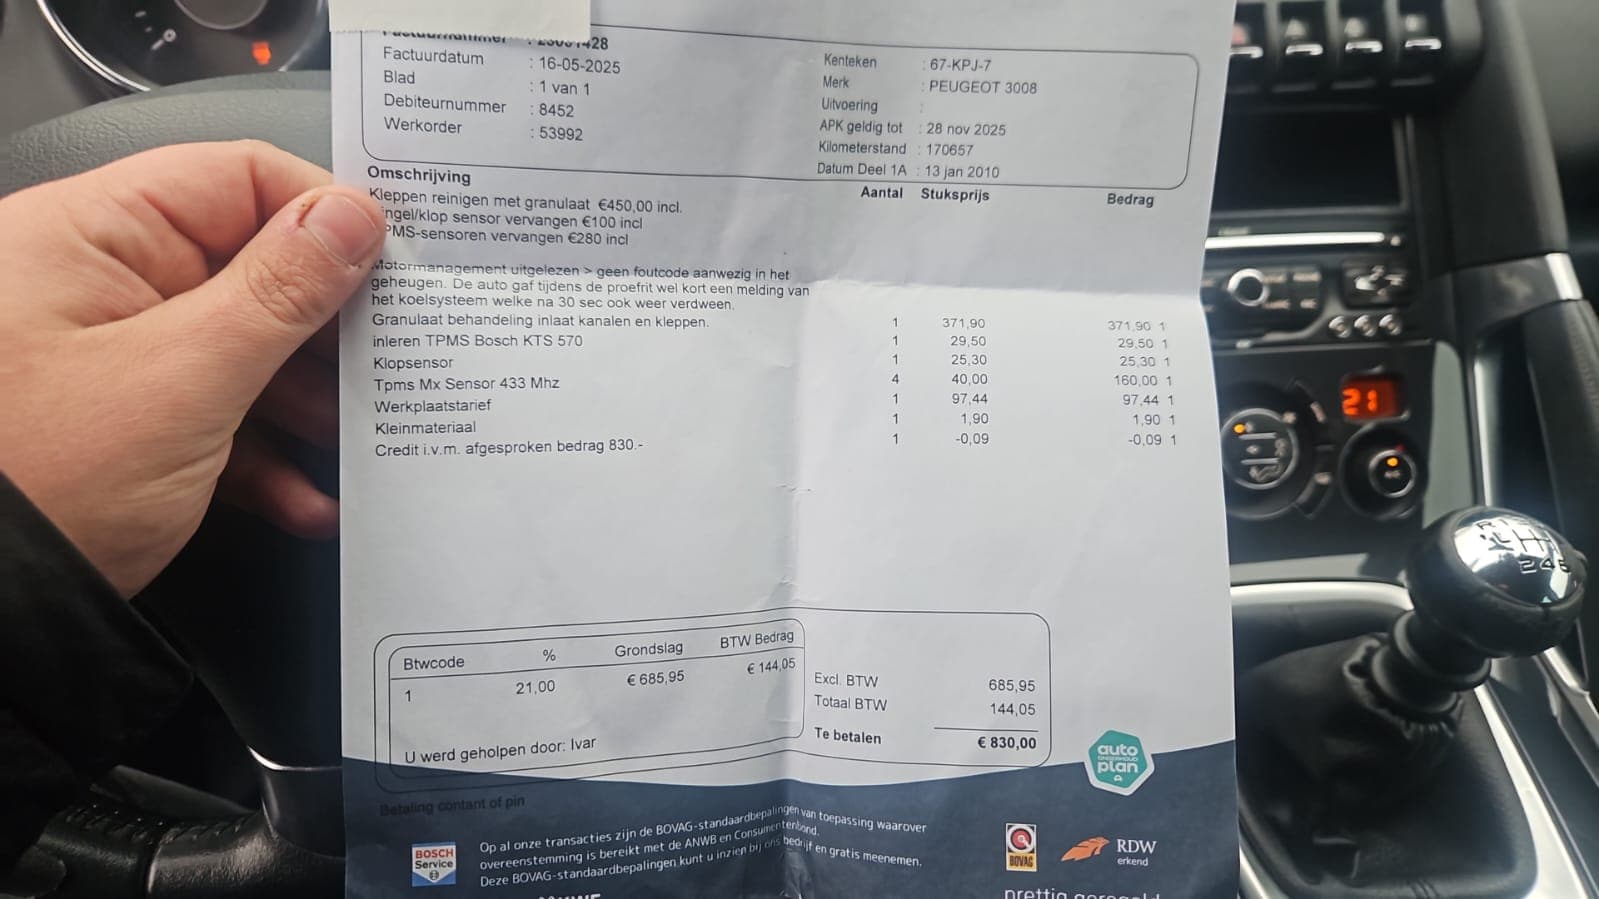 Factuurdatum : 16-05-2025
Blad : 1 van 1
Debiteurnummer : 8452
Werkorder : 53992
Kenteken : 67-KPJ-7
Merk : PEUGEOT 3008
Uitvoering :
APK geldig tot : 28 nov 2025
Kilometerstand : 170657
Datum Deel 1A : 13 jan 2010
Omschrijving Aantal Stuksprijs Bedrag
Kleppen reinigen met granulaat €450,00 incl.
ingel/klop sensor vervangen €100 incl
PMS-sensoren vervangen €280 incl
Motormanagement uitgelezen > geen foutcode aanwezig in het
geheugen. De auto gaf tijdens de proefrit wel kort een melding van
het koelsysteem welke na 30 sec ook weer verdween.
Granulaat behandeling inlaat kanalen en kleppen. 1 371,90 371,90 1
inleren TPMS Bosch KTS 570 1 29,50 29,50 1
Klopsensor 1 25,30 25,30 1
Tpms Mx Sensor 433 Mhz 4 40,00 160,00 1
Werkplaatstarief 1 97,44 97,44 1
Kleinmateriaal 1 1,90 1,90 1
Credit i.v.m. afgesproken bedrag 830.- 1 -0,09 -0,09 1
Btwcode % Grondslag BTW Bedrag
1 21,00 € 685,95 € 144,05
U werd geholpen door: Ivar
Excl. BTW 685,95
Totaal BTW 144,05
Te betalen € 830,00
Betaling contant of pin
auto
ONDERHOUD
plan
Op al onze transacties zijn de BOVAG-standaardbepalingen van toepassing waarover
overeenstemming is bereikt met de ANWB en Consumentenbond.
Deze BOVAG-standaardbepalingen kunt u inzien bij ons bedrijf en gratis meenemen.
BOSCH
Service
BOVAG
RDW
erkend
21
R 1
2 4 6